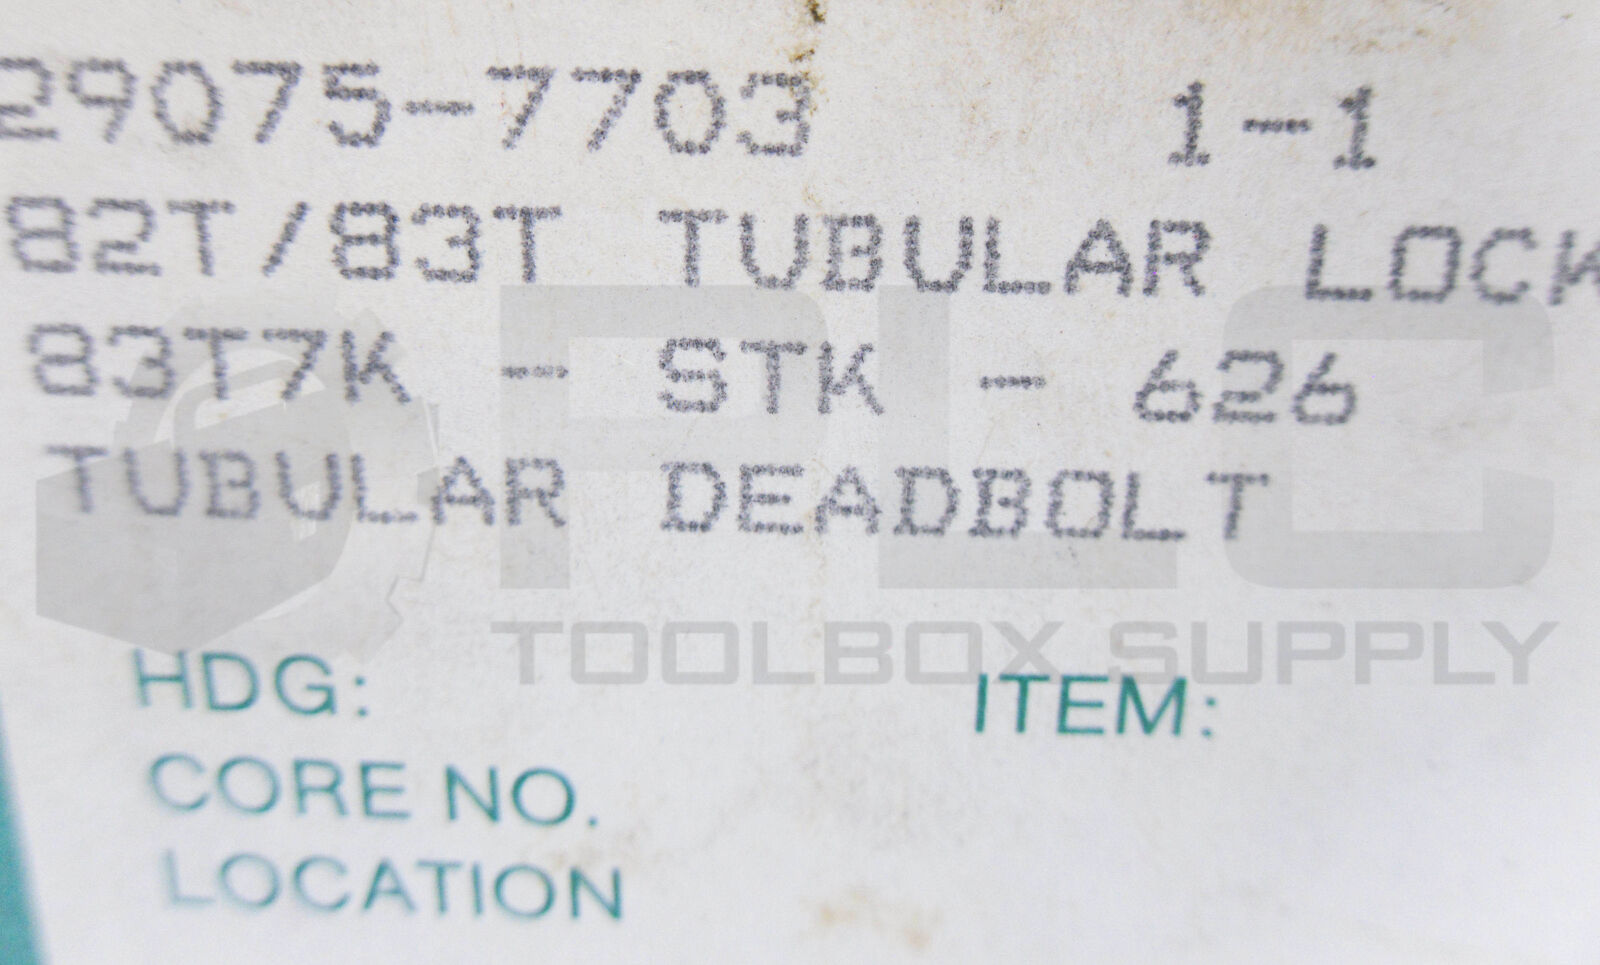 29075-7703 1-1
82T/83T TUBULAR LOCK
83T7K - STK - 626
TUBULAR DEADBOLT
PLC
TOOLBOX SUPPLY
HDG: ITEM:
CORE NO.
LOCATION